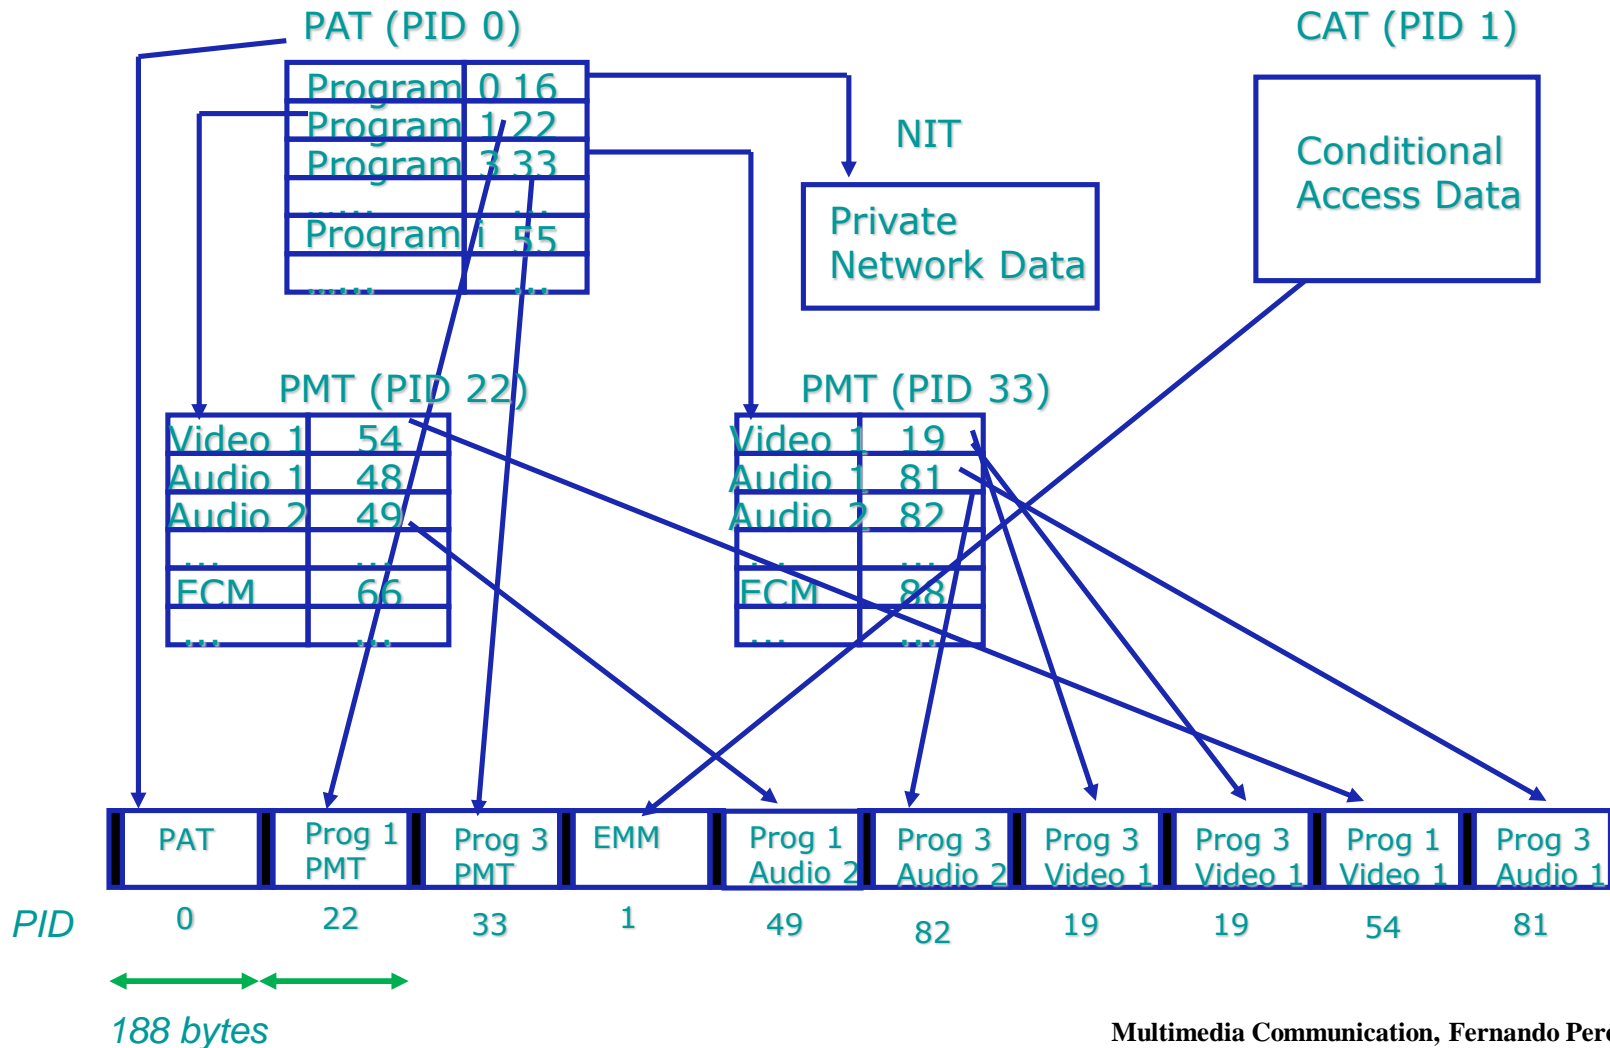 PAT (PID 0)
CAT (PID 1)
Program 0 16
Program 1 22
Program 3 33
...... ...
Program i 55
...... ...
NIT
Private
Network Data
Conditional
Access Data
PMT (PID 22)
Video 1 54
Audio 1 48
Audio 2 49
... ...
ECM 66
... ...
PMT (PID 33)
Video 1 19
Audio 1 81
Audio 2 82
... ...
ECM 88
... ...
PAT
Prog 1
PMT
Prog 3
PMT
EMM
Prog 1
Audio 2
Prog 3
Audio 2
Prog 3
Video 1
Prog 3
Video 1
Prog 1
Video 1
Prog 3
Audio 1
PID 0 22 33 1 49 82 19 19 54 81
188 bytes
Multimedia Communication, Fernando